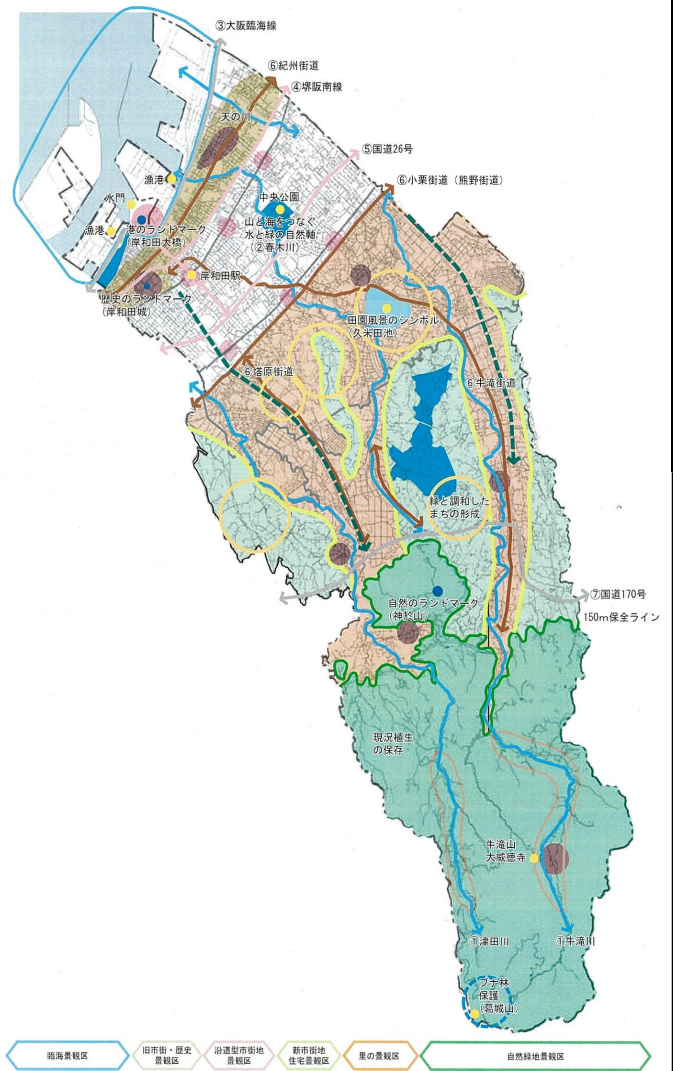 ③大阪臨海線
⑥紀州街道
④堺阪南線
天の川
⑤国道26号
漁港
中央公園
⑥小栗街道（熊野街道）
水門
漁港
港のランドマーク
（岸和田大橋）
山と海をつなぐ
水と緑の自然軸
（②春木川）
岸和田駅
歴史のランドマーク
（岸和田城）
田園風景のシンボル
（久米田池）
6塔原街道
6牛滝街道
緑と調和した
まちの形成
⑦国道170号
自然のランドマーク
（神於山）
150m保全ライン
現況植生
の保存
牛滝山
大威徳寺
①津田川
①牛滝川
ブナ林
保護
（葛城山）
臨海景観区
旧市街・歴史
景観区
沿道型市街地
景観区
新市街地
住宅景観区
里の景観区
自然緑地景観区